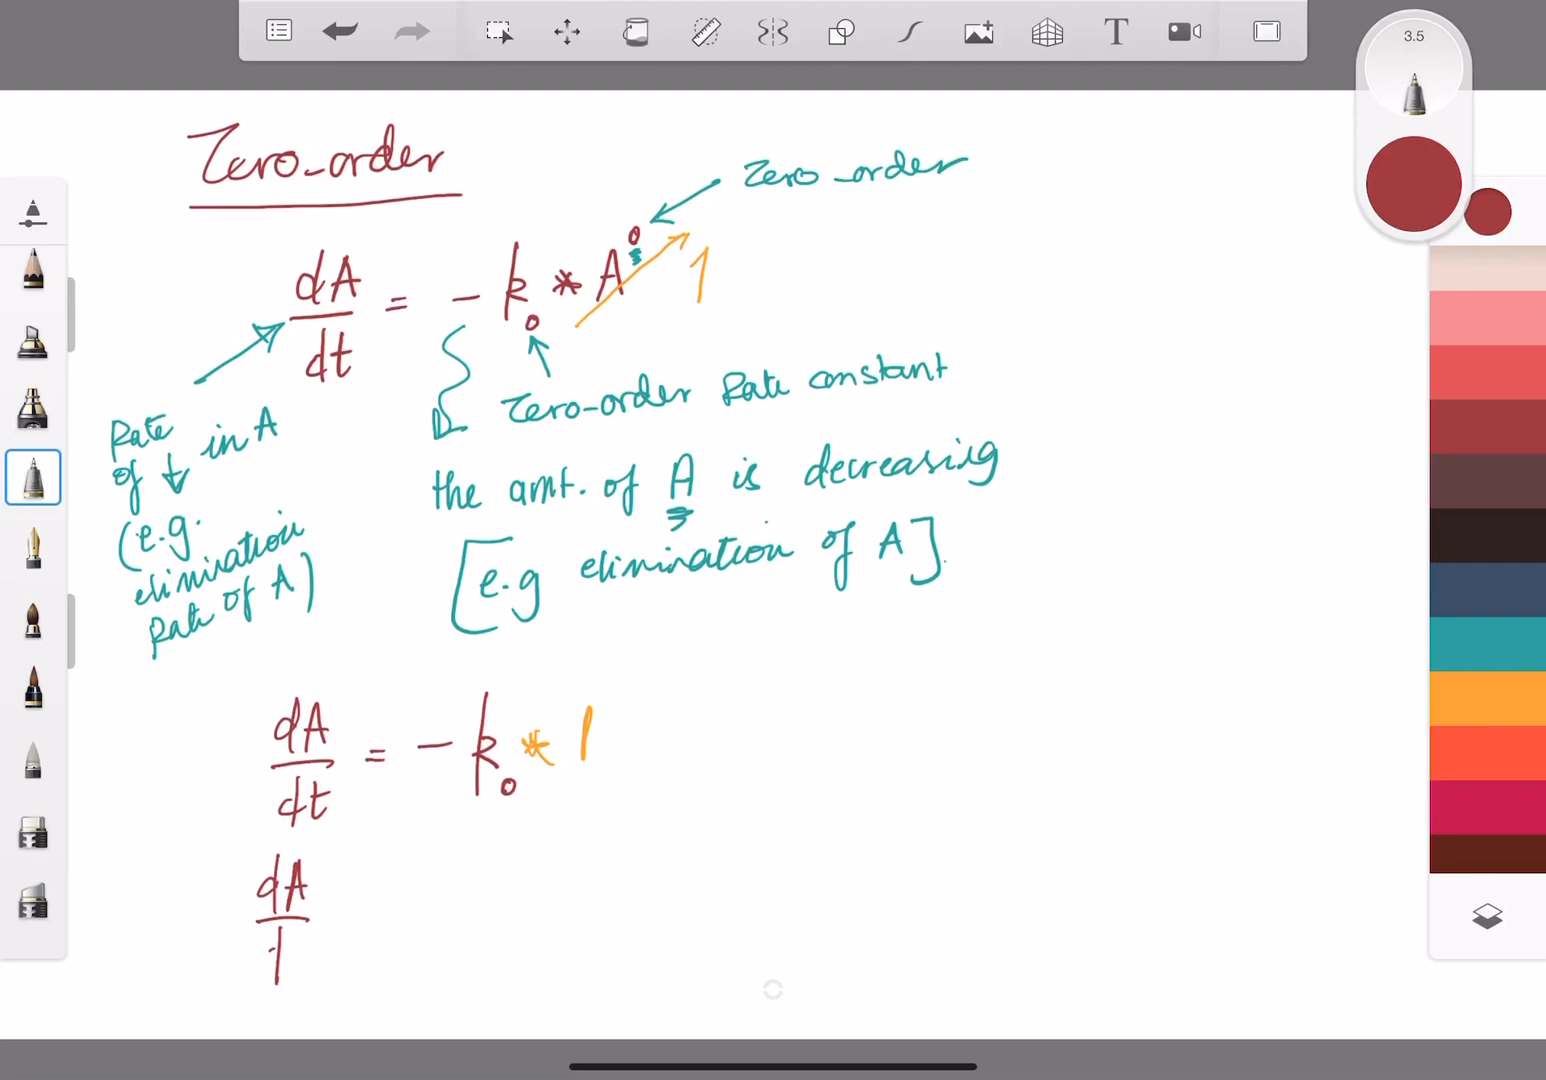 3.5
Zero-order
Zero-order
dA/dt = - k₀ * A⁰
1
Zero-order Rate constant
Rate of ↓ in A
(e.g. elimination Rate of A)
the amt. of A is decreasing
[e.g elimination of A].
dA/dt = - k₀ * 1
dA